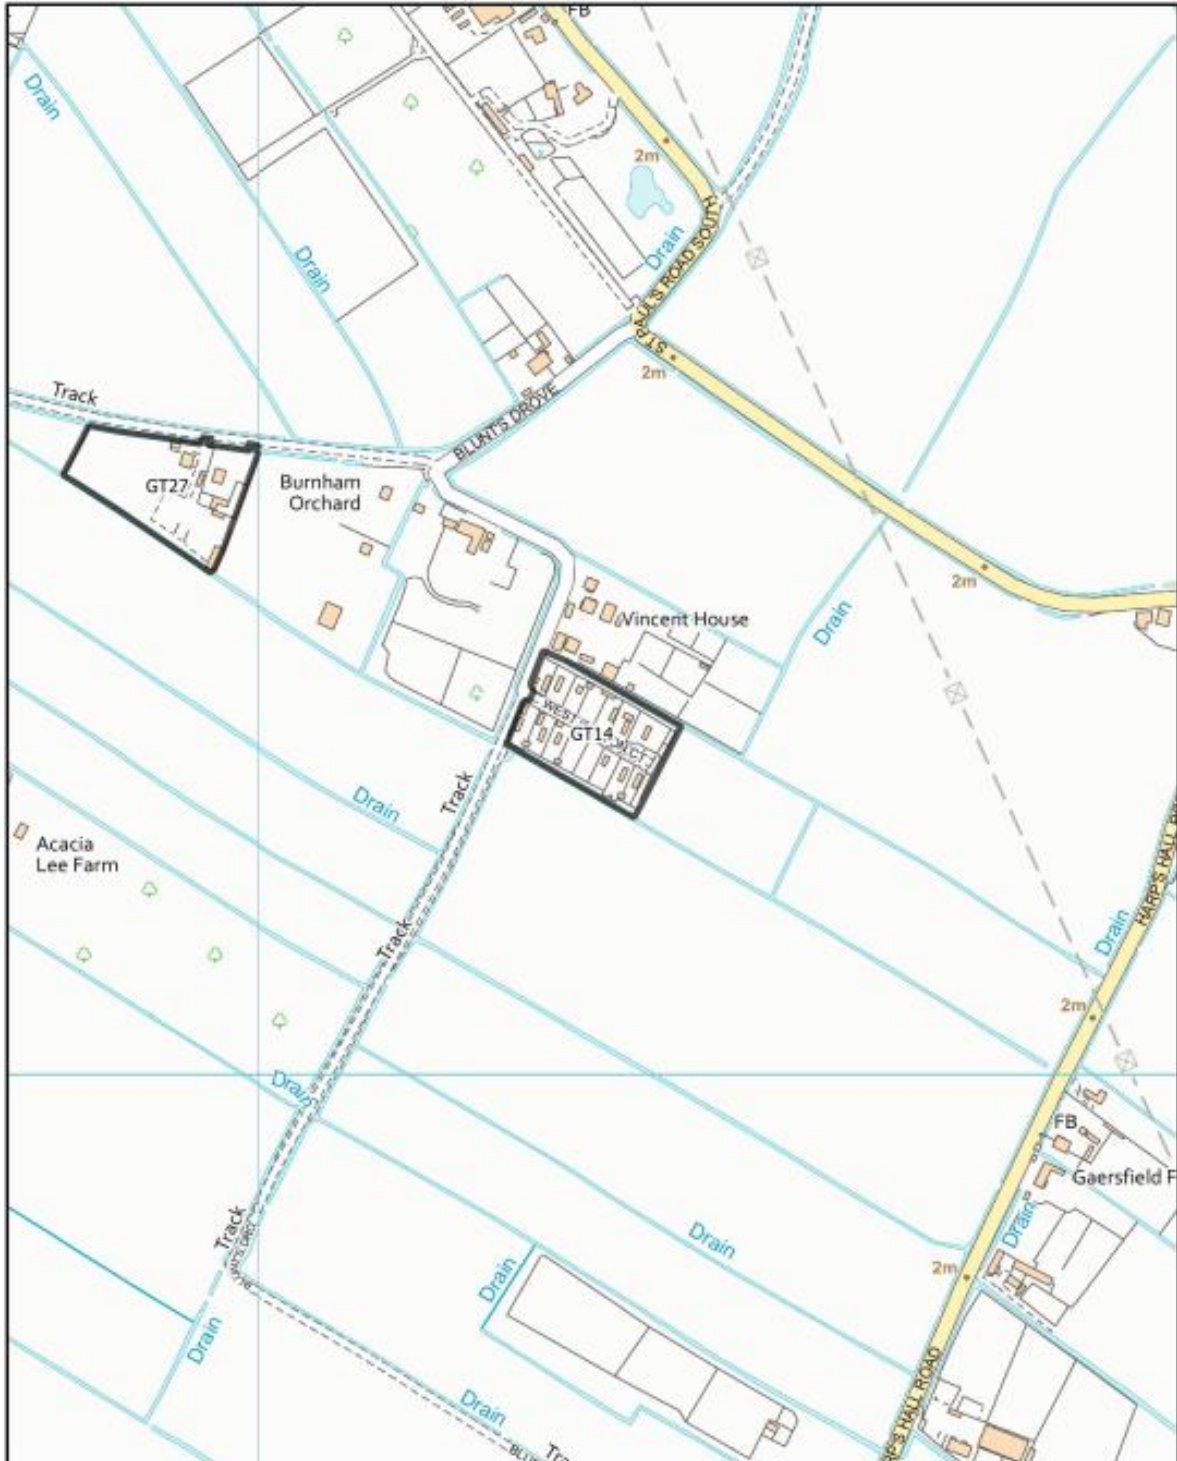 FB
Drain
2m
Drain
Drain
ST PAUL'S ROAD SOUTH
2m
Track
BLUNT'S DROVE
GT27
Burnham
Orchard
2m
Drain
Vincent House
GT14
Drain
Track
Acacia
Lee Farm
Track
Drain
HARP'S HALL
2m
Drain
FB
Gaersfield F
Track
Drain
Drain
2m
Drain
Drain
Drain
HALL ROAD